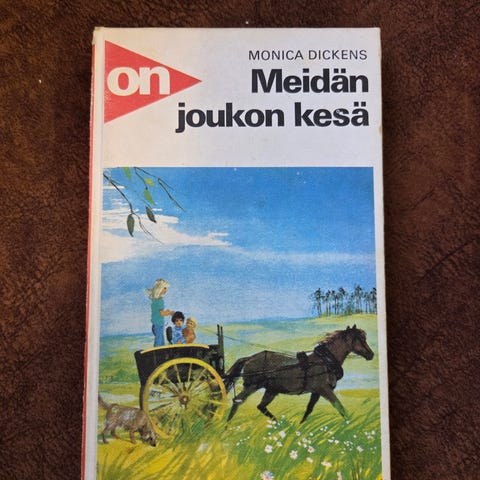 on
MONICA DICKENS
Meidän
joukon kesä